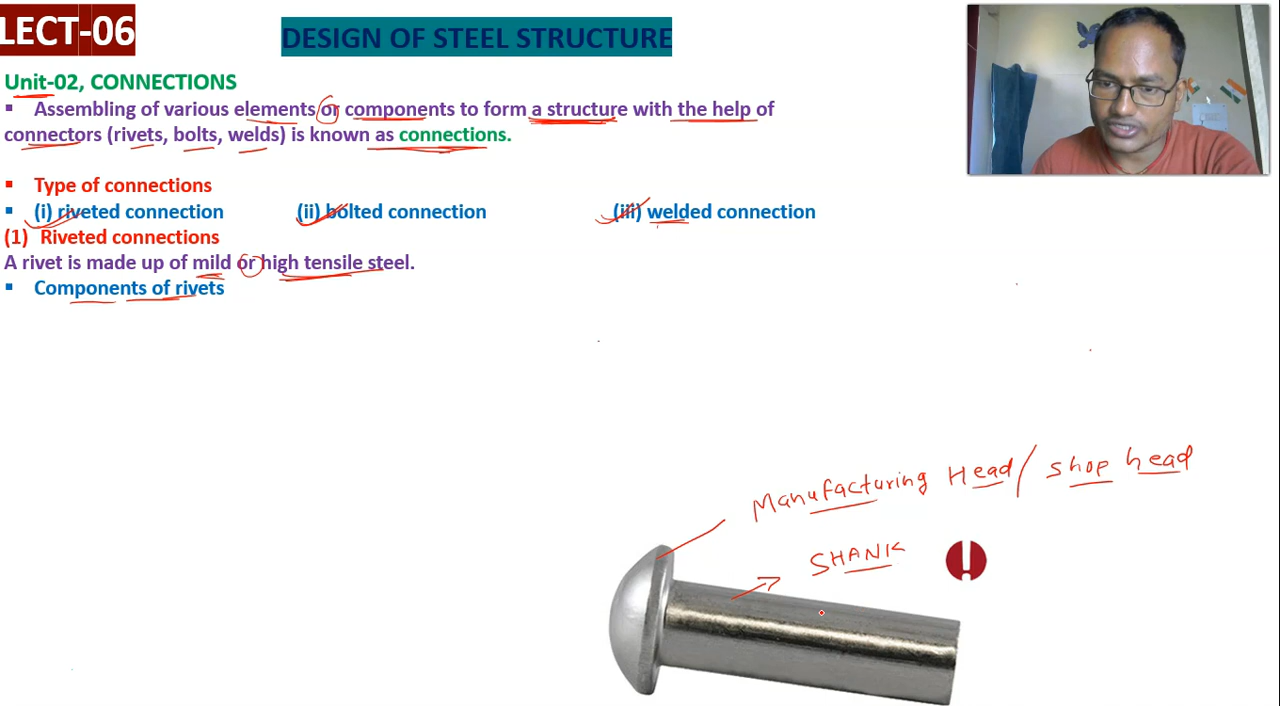 LECT-06
DESIGN OF STEEL STRUCTURE
Unit-02, CONNECTIONS
▪ Assembling of various elements or components to form a structure with the help of
connectors (rivets, bolts, welds) is known as connections.
▪ Type of connections
▪ (i) riveted connection (ii) bolted connection (iii) welded connection
(1) Riveted connections
A rivet is made up of mild or high tensile steel.
▪ Components of rivets
Manufacturing Head / shop head
SHANK